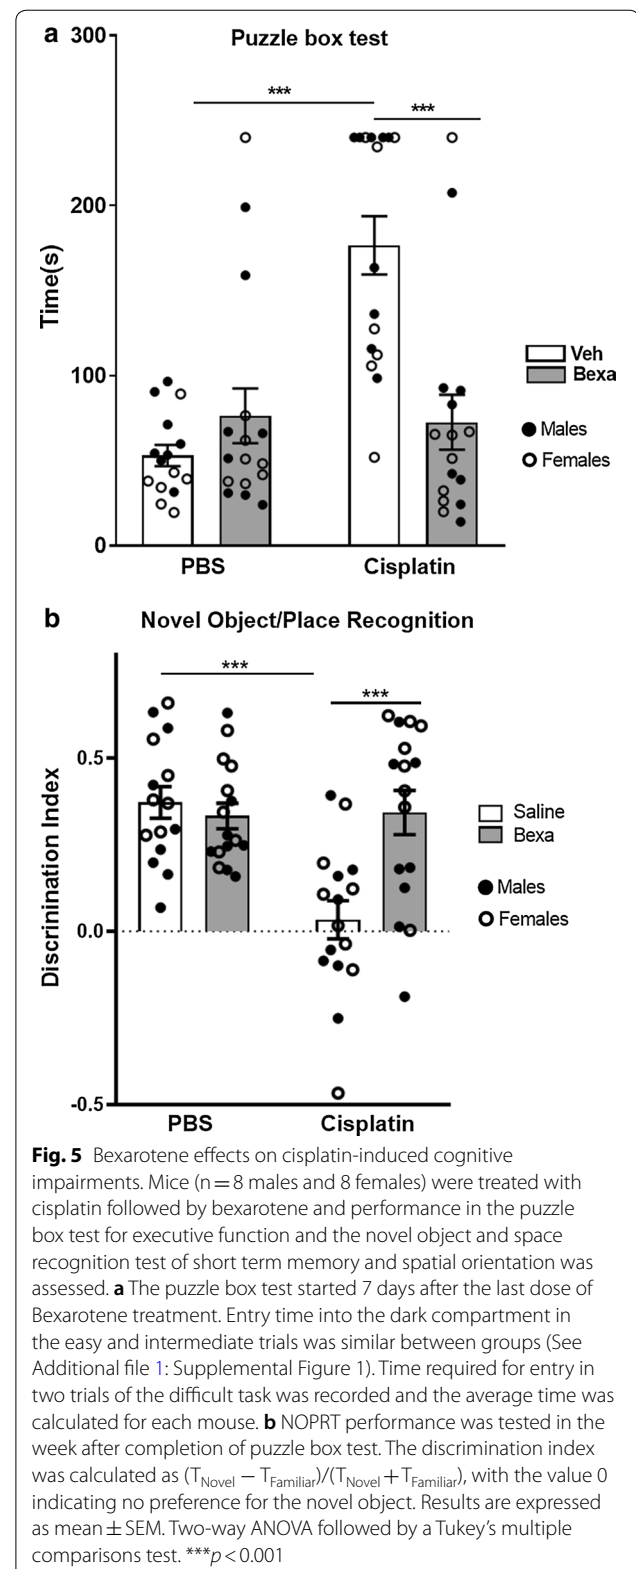 a
Puzzle box test
300
200
100
0
Time(s)
***
***
Veh
Bexa
Males
Females
PBS
Cisplatin
b
Novel Object/Place Recognition
0.5
0.0
-0.5
Discrimination Index
***
***
Saline
Bexa
Males
Females
PBS
Cisplatin
Fig. 5 Bexarotene effects on cisplatin-induced cognitive
impairments. Mice (n = 8 males and 8 females) were treated with
cisplatin followed by bexarotene and performance in the puzzle
box test for executive function and the novel object and space
recognition test of short term memory and spatial orientation was
assessed. a The puzzle box test started 7 days after the last dose of
Bexarotene treatment. Entry time into the dark compartment in
the easy and intermediate trials was similar between groups (See
Additional file 1: Supplemental Figure 1). Time required for entry in
two trials of the difficult task was recorded and the average time was
calculated for each mouse. b NOPRT performance was tested in the
week after completion of puzzle box test. The discrimination index
was calculated as (T_Novel − T_Familiar)/(T_Novel + T_Familiar), with the value 0
indicating no preference for the novel object. Results are expressed
as mean ± SEM. Two-way ANOVA followed by a Tukey's multiple
comparisons test. ***p < 0.001